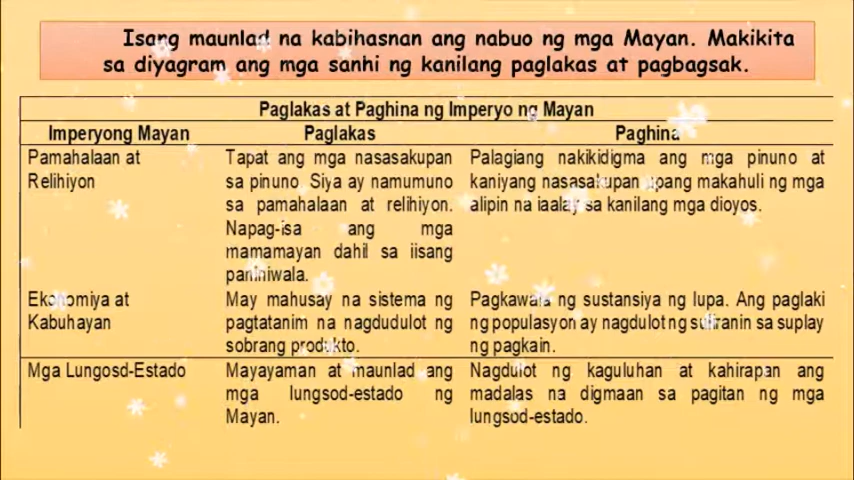 Isang maunlad na kabihasnan ang nabuo ng mga Mayan. Makikita
sa diyagram ang mga sanhi ng kanilang paglakas at pagbagsak.
Paglakas at Paghina ng Imperyo ng Mayan
Imperyong Mayan Paglakas Paghina
Pamahalaan at
Relihiyon
Tapat ang mga nasasakupan
sa pinuno. Siya ay namumuno
sa pamahalaan at relihiyon.
Napag-isa ang mga
mamamayan dahil sa iisang
paniniwala.
Palagiang nakikidigma ang mga pinuno at
kaniyang nasasakupan upang makahuli ng mga
alipin na iaalay sa kanilang mga dioyos.
Ekonomiya at
Kabuhayan
May mahusay na sistema ng
pagtatanim na nagdudulot ng
sobrang produkto.
Pagkawala ng sustansiya ng lupa. Ang paglaki
ng populasyon ay nagdulot ng suliranin sa suplay
ng pagkain.
Mga Lungosd-Estado
Mayayaman at maunlad ang
mga lungsod-estado ng
Mayan.
Nagdulot ng kaguluhan at kahirapan ang
madalas na digmaan sa pagitan ng mga
lungsod-estado.